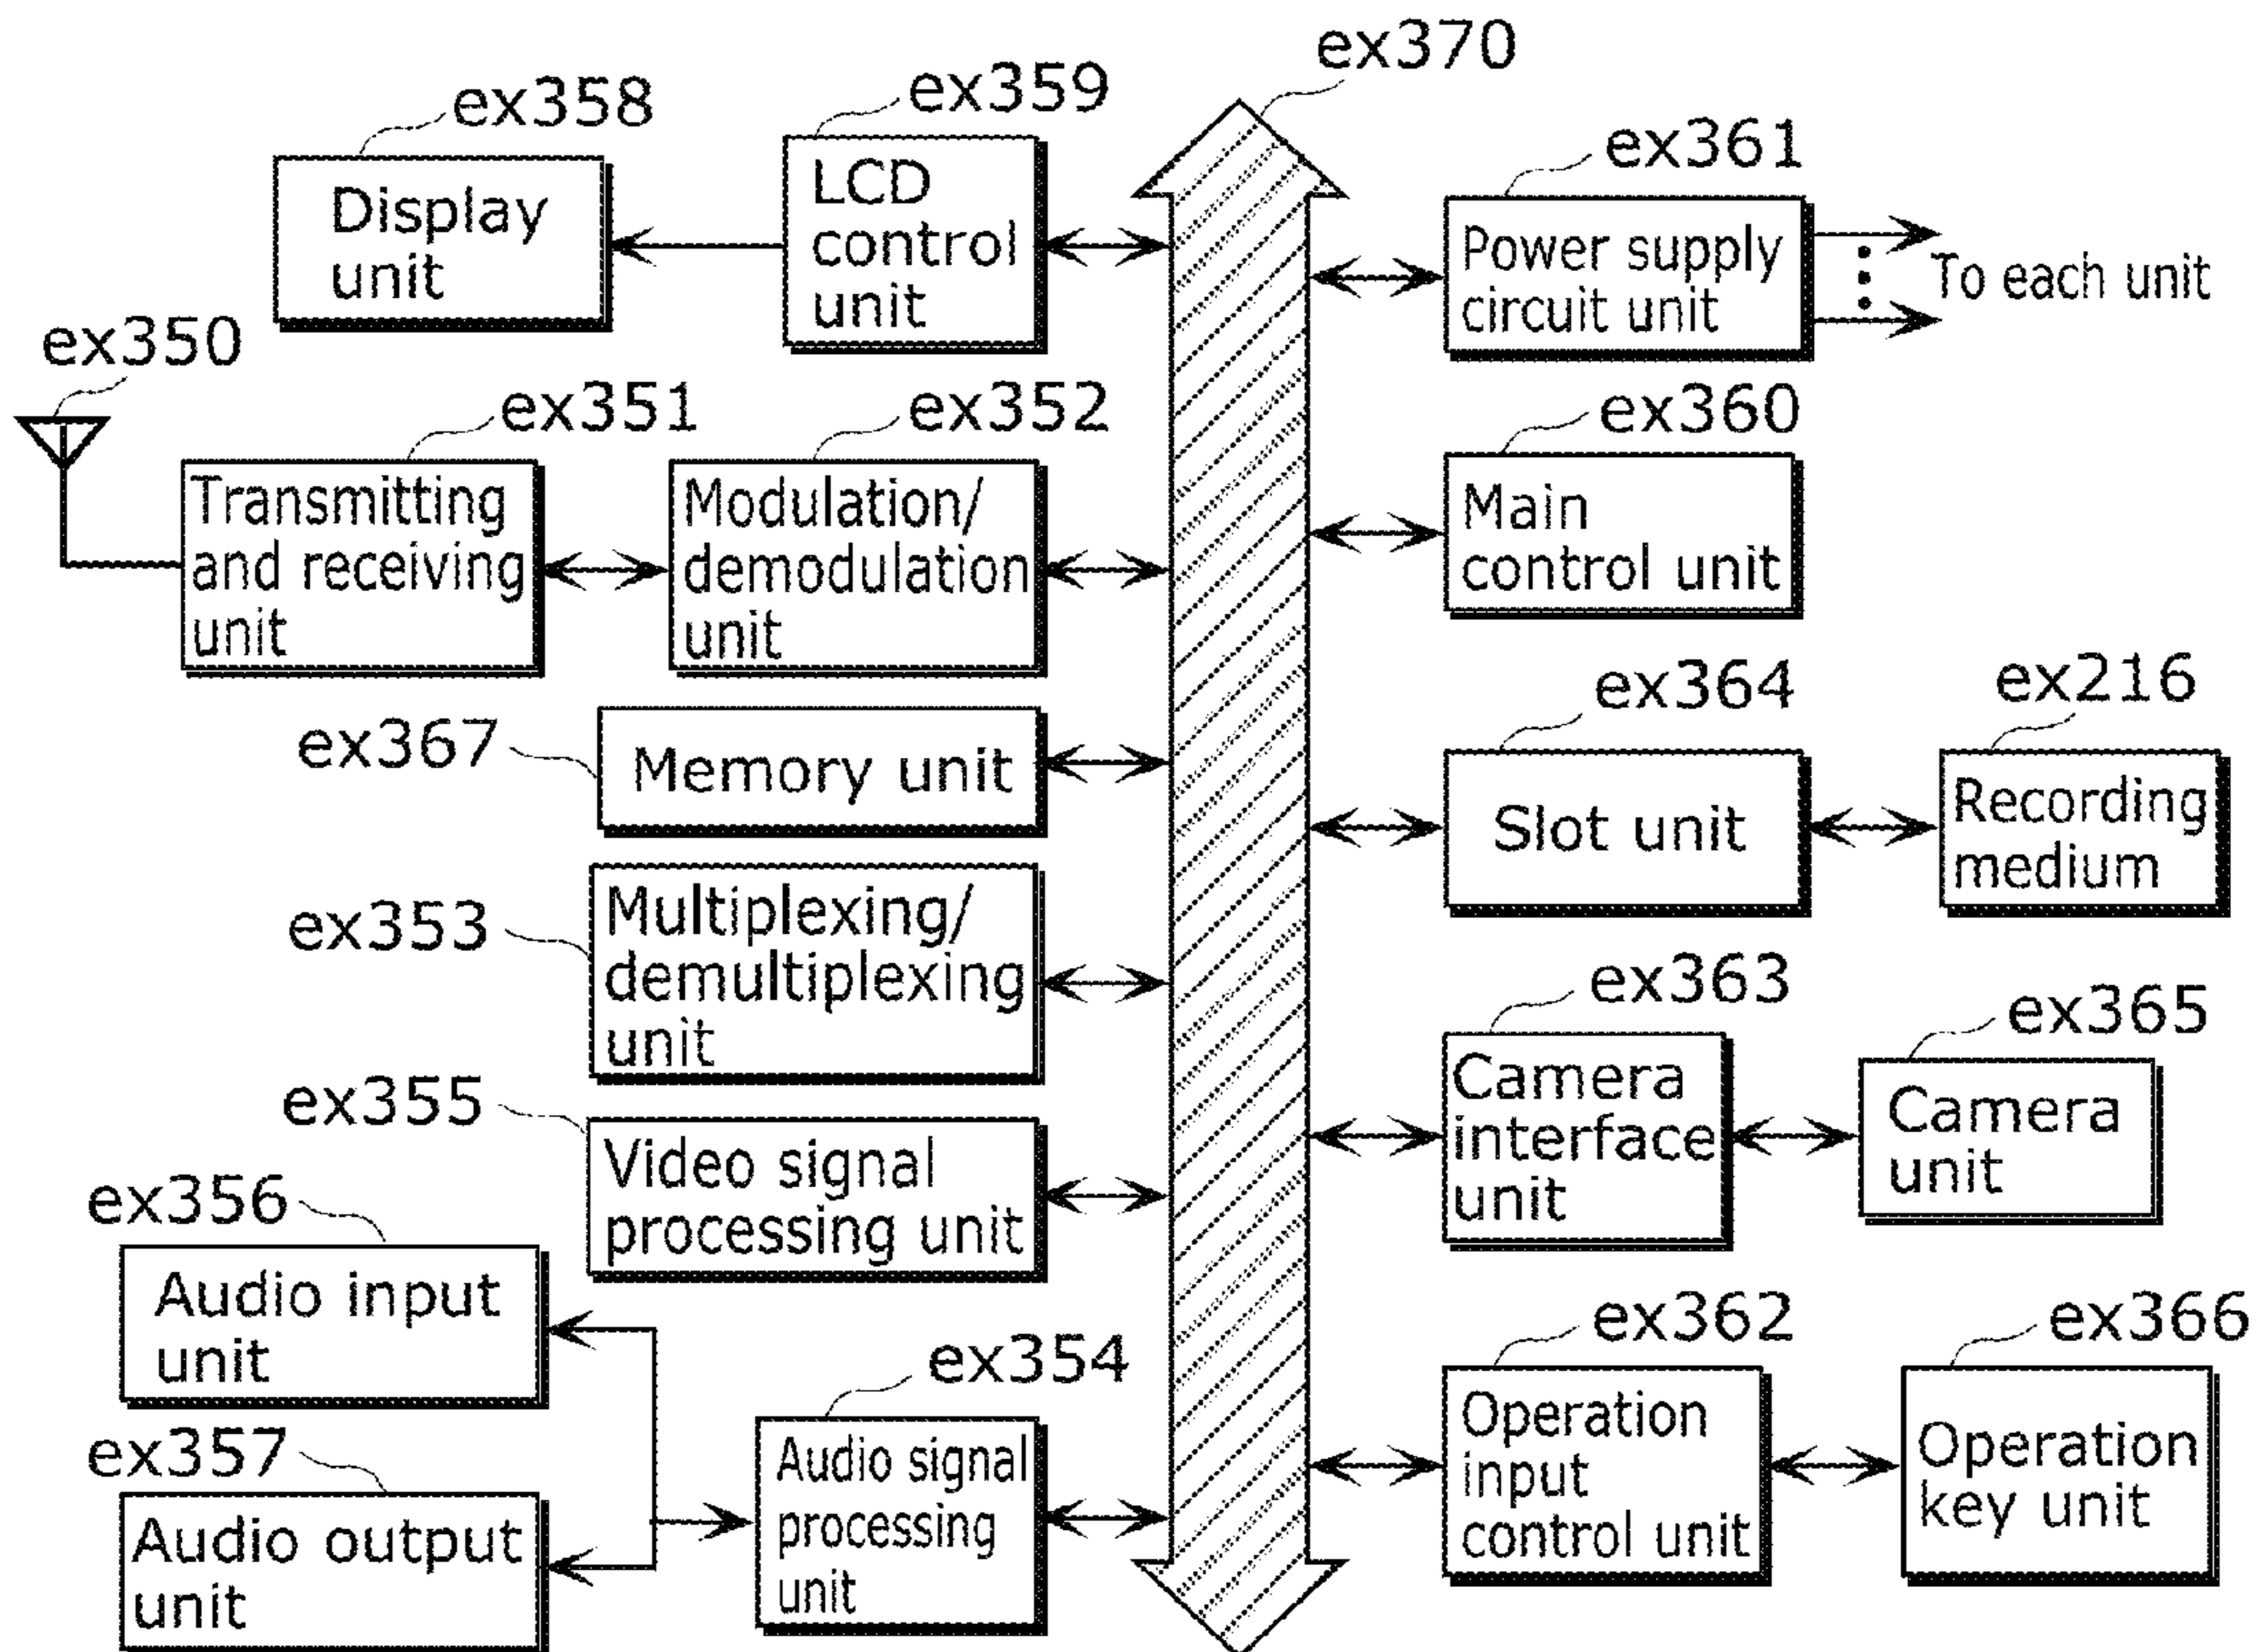 ex370
ex358
ex359
ex361
Display
unit
LCD
control
unit
Power supply
circuit unit
To each unit
ex350
ex351
ex352
ex360
Transmitting
and receiving
unit
Modulation/
demodulation
unit
Main
control unit
ex367
Memory unit
ex364
ex216
Slot unit
Recording
medium
ex353
Multiplexing/
demultiplexing
unit
ex363
ex365
Camera
interface
unit
Camera
unit
ex355
Video signal
processing unit
ex356
Audio input
unit
ex354
ex362
ex366
ex357
Audio output
unit
Audio signal
processing
unit
Operation
input
control unit
Operation
key unit